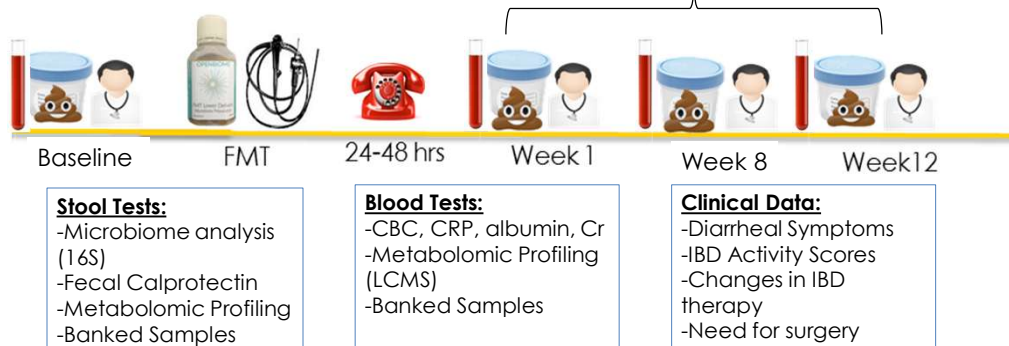 OPENBIOME
Baseline
FMT
24-48 hrs
Week 1
Week 8
Week12
Stool Tests:
-Microbiome analysis
(16S)
-Fecal Calprotectin
-Metabolomic Profiling
-Banked Samples
Blood Tests:
-CBC, CRP, albumin, Cr
-Metabolomic Profiling
(LCMS)
-Banked Samples
Clinical Data:
-Diarrheal Symptoms
-IBD Activity Scores
-Changes in IBD
therapy
-Need for surgery